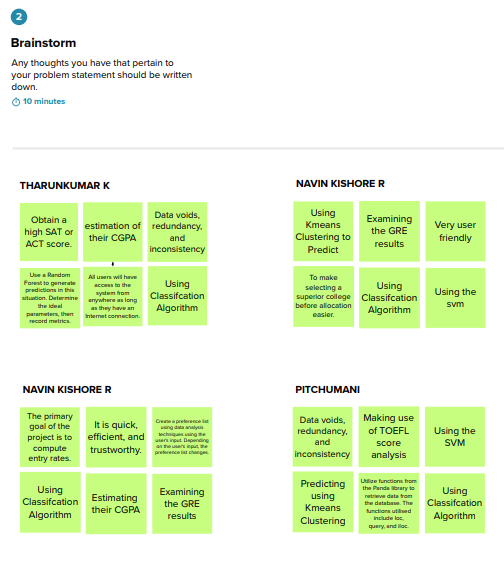 2
Brainstorm
Any thoughts you have that pertain to
your problem statement should be written
down.
10 minutes
THARUNKUMAR K
Obtain a
high SAT or
ACT score.
estimation of
their CGPA
Data voids,
redundancy,
and
inconsistency
Use a Random
Forest to generate
predictions in this
situation. Determine
the ideal
parameters, then
record metrics.
All users will have
access to the
system from
anywhere as long
as they have an
Internet connection.
Using
Classifcation
Algorithm
NAVIN KISHORE R
Using
Kmeans
Clustering to
Predict
Examining
the GRE
results
Very user
friendly
To make
selecting a
superior college
before allocation
easier.
Using
Classifcation
Algorithm
Using the
svm
NAVIN KISHORE R
The primary
goal of the
project is to
compute
entry rates.
It is quick,
efficient, and
trustworthy.
Create a preference list
using data analysis
techniques using the
user's input. Depending
on the user's input, the
preference list changes.
Using
Classifcation
Algorithm
Estimating
their CGPA
Examining
the GRE
results
PITCHUMANI
Data voids,
redundancy,
and
inconsistency
Making use
of TOEFL
score
analysis
Using the
SVM
Predicting
using
Kmeans
Clustering
Utilize functions from
the Panda library to
retrieve data from
the database. The
functions utilised
include loc,
query, and iloc.
Using
Classifcation
Algorithm